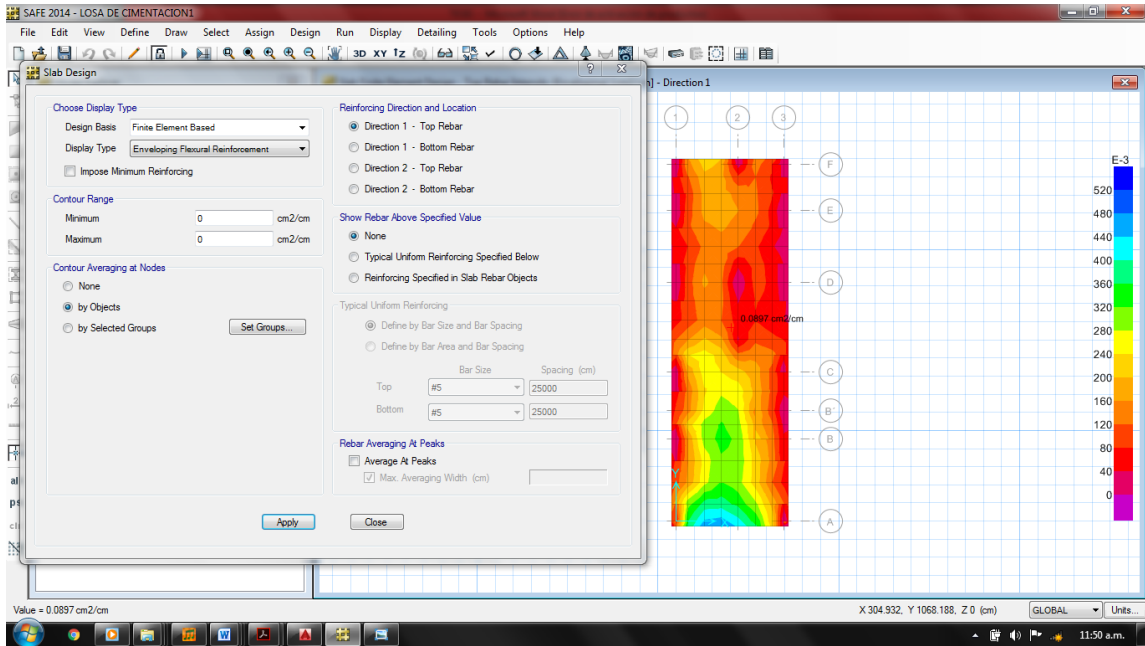 SAFE 2014 - LOSA DE CIMENTACION1
File Edit View Define Draw Select Assign Design Run Display Detailing Tools Options Help
3D XY
Slab Design
Choose Display Type
Design Basis Finite Element Based
Display Type Enveloping Flexural Reinforcement
Impose Minimum Reinforcing
Contour Range
Minimum 0 cm2/cm
Maximum 0 cm2/cm
Contour Averaging at Nodes
None
by Objects
by Selected Groups Set Groups...
Reinforcing Direction and Location
Direction 1 - Top Rebar
Direction 1 - Bottom Rebar
Direction 2 - Top Rebar
Direction 2 - Bottom Rebar
Show Rebar Above Specified Value
None
Typical Uniform Reinforcing Specified Below
Reinforcing Specified in Slab Rebar Objects
Typical Uniform Reinforcing
Define by Bar Size and Bar Spacing
Define by Bar Area and Bar Spacing
Bar Size Spacing (cm)
Top #5 25000
Bottom #5 25000
Rebar Averaging At Peaks
Average At Peaks
Max. Averaging Width (cm)
Apply Close
- Direction 1
1 2 3
F
E
D
C
B'
B
A
0.0897 cm2/cm
Y
E-3
520
480
440
400
360
320
280
240
200
160
120
80
40
0
Value = 0.0897 cm2/cm
X 304.932, Y 1068.188, Z 0 (cm) GLOBAL Units...
11:50 a.m.